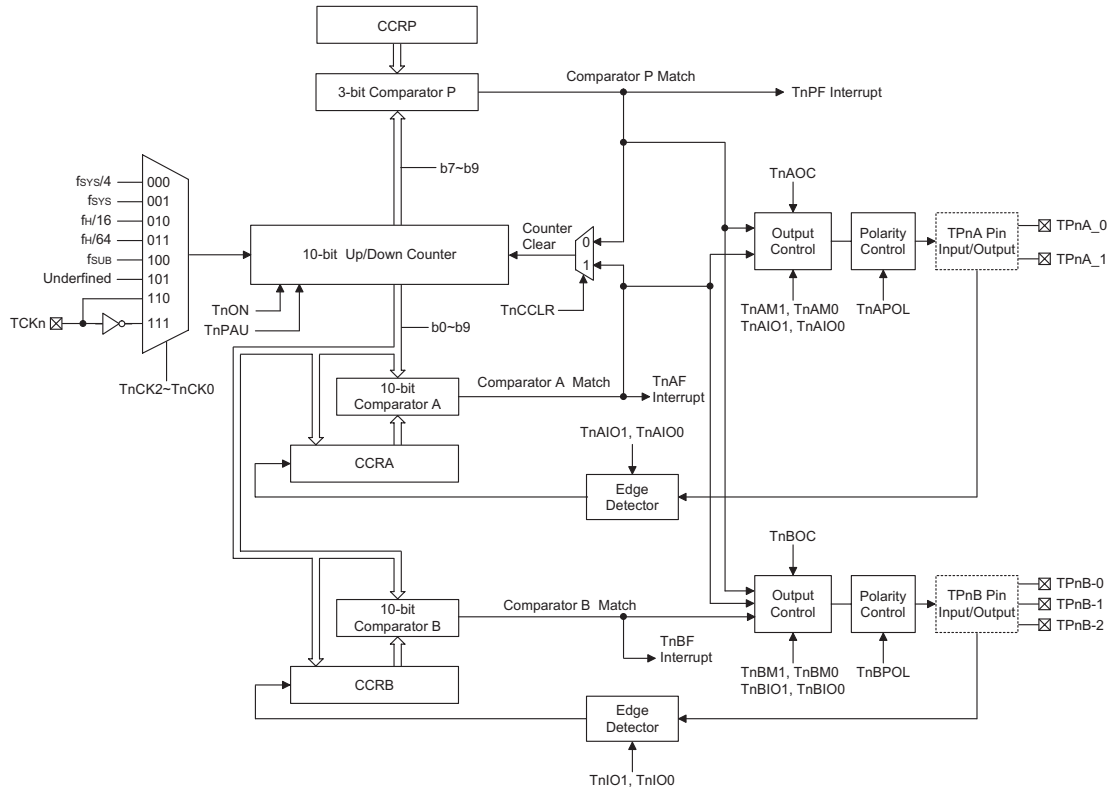 CCRP
3-bit Comparator P
Comparator P Match
TnPF Interrupt
b7~b9
fSYS/4
000
fSYS
001
fH/16
010
fH/64
011
fSUB
100
Underfined
101
110
TCKn
111
TnCK2~TnCK0
10-bit Up/Down Counter
Counter
Clear
0
1
TnCCLR
TnON
TnPAU
b0~b9
TnAOC
Output
Control
Polarity
Control
TPnA Pin
Input/Output
TPnA_0
TPnA_1
TnAM1, TnAM0
TnAIO1, TnAIO0
TnAPOL
10-bit
Comparator A
Comparator A Match
TnAF
Interrupt
CCRA
TnAIO1, TnAIO0
Edge
Detector
TnBOC
Output
Control
Polarity
Control
TPnB Pin
Input/Output
TPnB-0
TPnB-1
TPnB-2
10-bit
Comparator B
Comparator B Match
TnBF
Interrupt
TnBM1, TnBM0
TnBIO1, TnBIO0
TnBPOL
CCRB
Edge
Detector
TnIO1, TnIO0